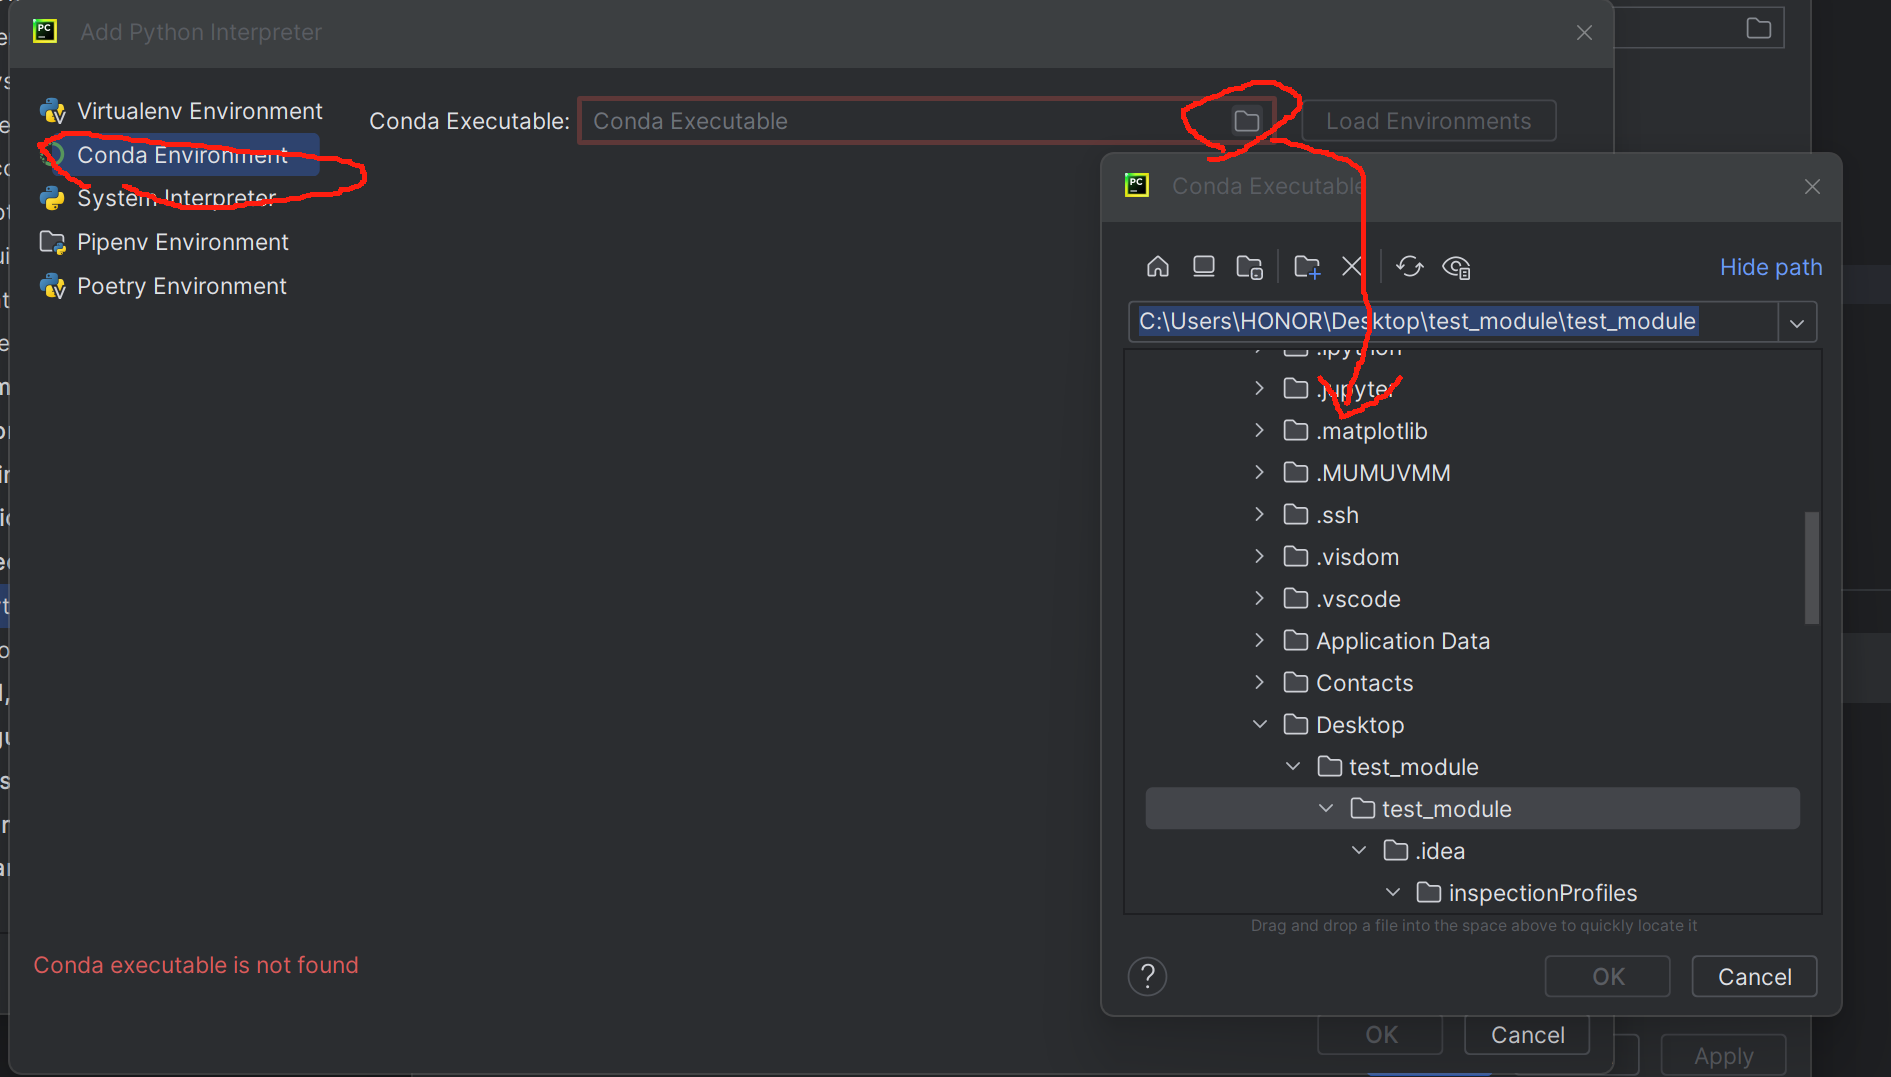 PC
Add Python Interpreter
Virtualenv Environment
Conda Environment
System Interpreter
Pipenv Environment
Poetry Environment
Conda Executable:
Conda Executable
Load Environments
PC
Conda Executable
Hide path
C:\Users\HONOR\Desktop\test_module\test_module
.ipython
.jupyter
.matplotlib
.MUMUVMM
.ssh
.visdom
.vscode
Application Data
Contacts
Desktop
test_module
test_module
.idea
inspectionProfiles
Drag and drop a file into the space above to quickly locate it
?
OK
Cancel
Conda executable is not found
OK
Cancel
Apply